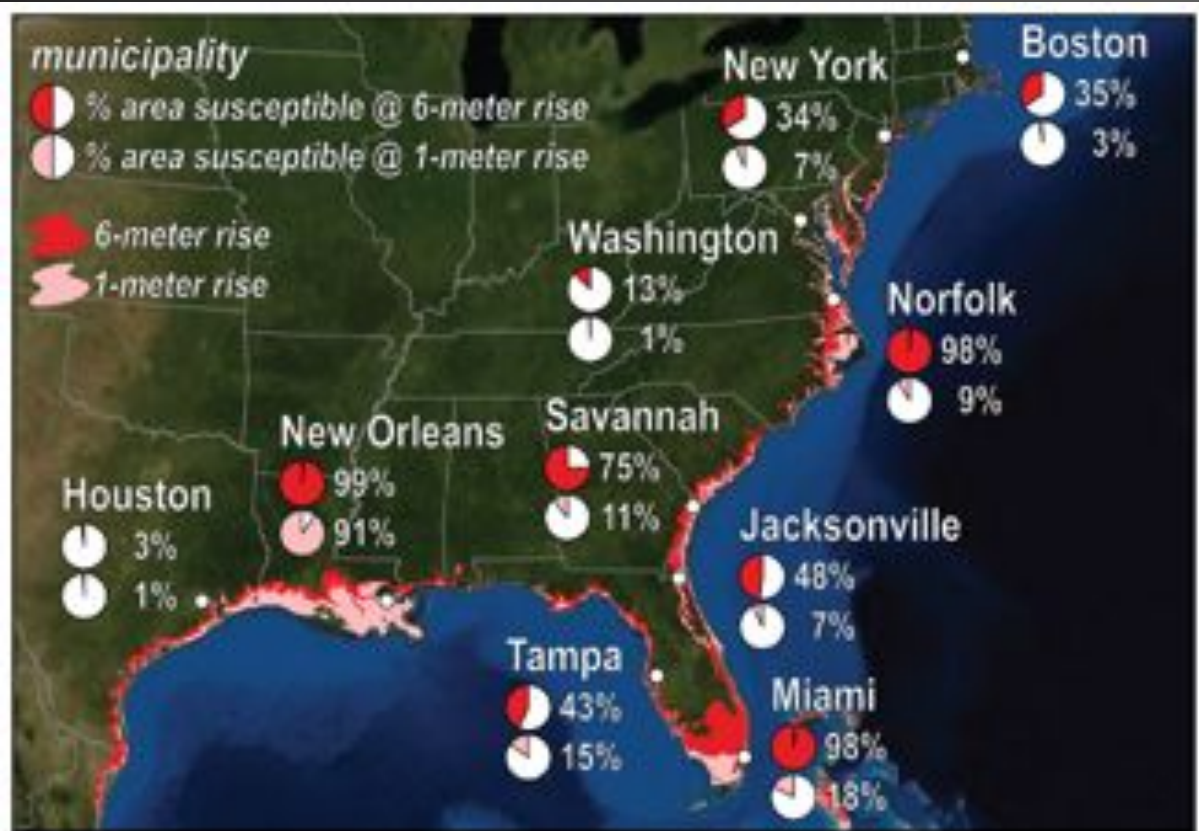 municipality
% area susceptible @ 6-meter rise
% area susceptible @ 1-meter rise
6-meter rise
1-meter rise
Boston
35%
3%
New York
34%
7%
Washington
13%
1%
Norfolk
98%
9%
New Orleans
99%
91%
Savannah
75%
11%
Houston
3%
1%
Jacksonville
48%
7%
Tampa
43%
15%
Miami
98%
18%